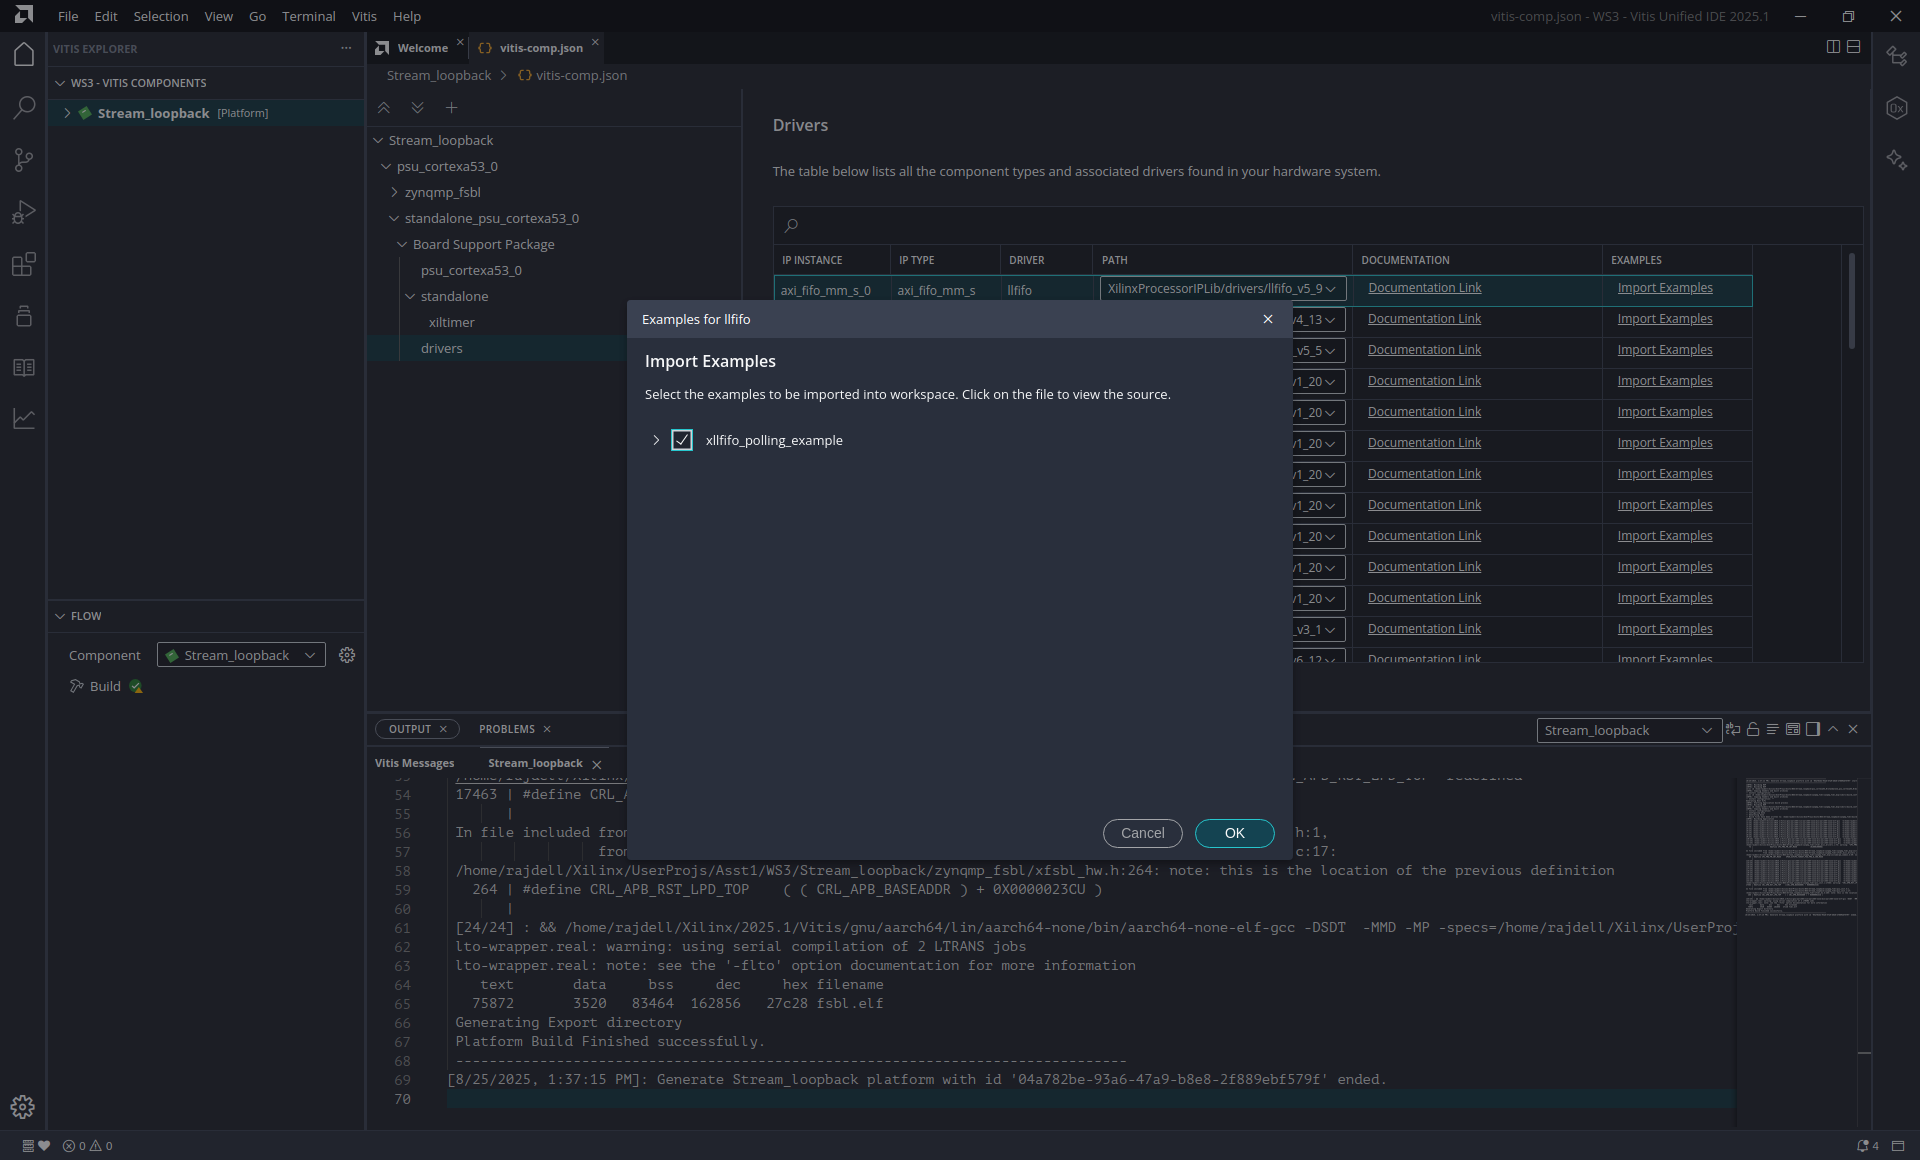 File Edit Selection View Go Terminal Vitis Help
vitis-comp.json - WS3 - Vitis Unified IDE 2025.1
VITIS EXPLORER
WS3 - VITIS COMPONENTS
Stream_loopback [Platform]
FLOW
Component Stream_loopback
Build
Welcome vitis-comp.json
Stream_loopback > {} vitis-comp.json
Stream_loopback
psu_cortexa53_0
zynqmp_fsbl
standalone_psu_cortexa53_0
Board Support Package
psu_cortexa53_0
standalone
xiltimer
drivers
Drivers
The table below lists all the component types and associated drivers found in your hardware system.
IP INSTANCE IP TYPE DRIVER PATH DOCUMENTATION EXAMPLES
axi_fifo_mm_s_0 axi_fifo_mm_s llfifo XilinxProcessorIPLib/drivers/llfifo_v5_9 Documentation Link Import Examples
v4_13 Documentation Link Import Examples
_v5_5 Documentation Link Import Examples
v1_20 Documentation Link Import Examples
v1_20 Documentation Link Import Examples
v1_20 Documentation Link Import Examples
v1_20 Documentation Link Import Examples
v1_20 Documentation Link Import Examples
v1_20 Documentation Link Import Examples
v1_20 Documentation Link Import Examples
v1_20 Documentation Link Import Examples
_v3_1 Documentation Link Import Examples
v6_12 Documentation Link Import Examples
Examples for llfifo
Import Examples
Select the examples to be imported into workspace. Click on the file to view the source.
xllfifo_polling_example
Cancel OK
OUTPUT PROBLEMS
Stream_loopback
Vitis Messages Stream_loopback
54 17463 | #define CRL_A
55 |
56 In file included from h:1,
57 from c:17:
58 /home/rajdell/Xilinx/UserProjs/Asst1/WS3/Stream_loopback/zynqmp_fsbl/xfsbl_hw.h:264: note: this is the location of the previous definition
59 264 | #define CRL_APB_RST_LPD_TOP ( ( CRL_APB_BASEADDR ) + 0X0000023CU )
60 |
61 [24/24] : && /home/rajdell/Xilinx/2025.1/Vitis/gnu/aarch64/lin/aarch64-none/bin/aarch64-none-elf-gcc -DSDT -MMD -MP -specs=/home/rajdell/Xilinx/UserProj
62 lto-wrapper.real: warning: using serial compilation of 2 LTRANS jobs
63 lto-wrapper.real: note: see the '-flto' option documentation for more information
64 text data bss dec hex filename
65 75872 3520 83464 162856 27c28 fsbl.elf
66 Generating Export directory
67 Platform Build Finished successfully.
68 --------------------------------------------------------------------------------
69 [8/25/2025, 1:37:15 PM]: Generate Stream_loopback platform with id '04a782be-93a6-47a9-b8e8-2f889ebf579f' ended.
70
0 0
4